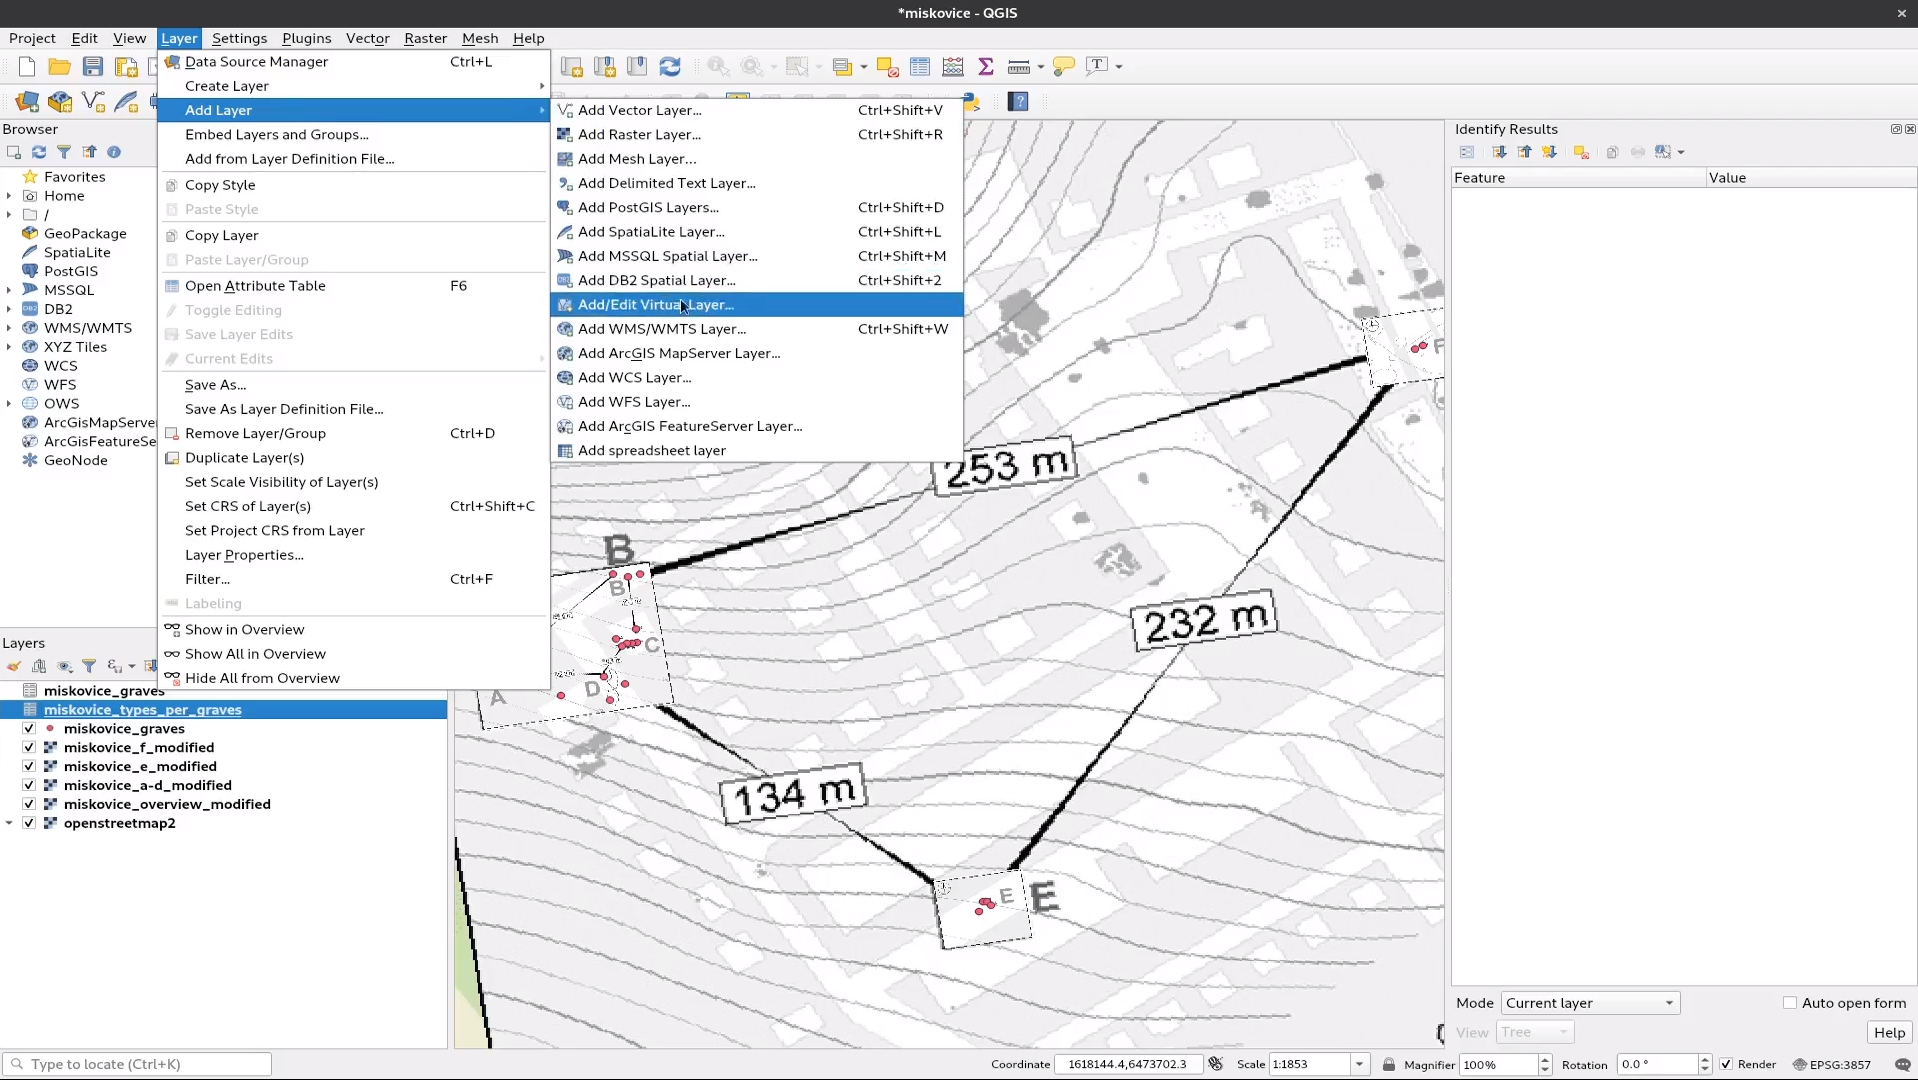 *miskovice - QGIS
Project Edit View Layer Settings Plugins Vector Raster Mesh Help
Data Source Manager Ctrl+L
Create Layer
Add Layer
Embed Layers and Groups...
Add from Layer Definition File...
Copy Style
Paste Style
Copy Layer
Paste Layer/Group
Open Attribute Table F6
Toggle Editing
Save Layer Edits
Current Edits
Save As...
Save As Layer Definition File...
Remove Layer/Group Ctrl+D
Duplicate Layer(s)
Set Scale Visibility of Layer(s)
Set CRS of Layer(s) Ctrl+Shift+C
Set Project CRS from Layer
Layer Properties...
Filter... Ctrl+F
Labeling
Show in Overview
Show All in Overview
Hide All from Overview
Add Vector Layer... Ctrl+Shift+V
Add Raster Layer... Ctrl+Shift+R
Add Mesh Layer...
Add Delimited Text Layer...
Add PostGIS Layers... Ctrl+Shift+D
Add SpatiaLite Layer... Ctrl+Shift+L
Add MSSQL Spatial Layer... Ctrl+Shift+M
Add DB2 Spatial Layer... Ctrl+Shift+2
Add/Edit Virtual Layer...
Add WMS/WMTS Layer... Ctrl+Shift+W
Add ArcGIS MapServer Layer...
Add WCS Layer...
Add WFS Layer...
Add ArcGIS FeatureServer Layer...
Add spreadsheet layer
Browser
Favorites
Home
/
GeoPackage
SpatiaLite
PostGIS
MSSQL
DB2
WMS/WMTS
XYZ Tiles
WCS
WFS
OWS
ArcGisMapServer
ArcGisFeatureSe
GeoNode
Layers
miskovice_graves
miskovice_types_per_graves
miskovice_graves
miskovice_f_modified
miskovice_e_modified
miskovice_a-d_modified
miskovice_overview_modified
openstreetmap2
253 m
232 m
134 m
B
B
C
D
A
E
E
F
Identify Results
Feature Value
Mode Current layer Auto open form
View Tree Help
Type to locate (Ctrl+K)
Coordinate 1618144.4,6473702.3 Scale 1:1853 Magnifier 100% Rotation 0.0 ° Render EPSG:3857